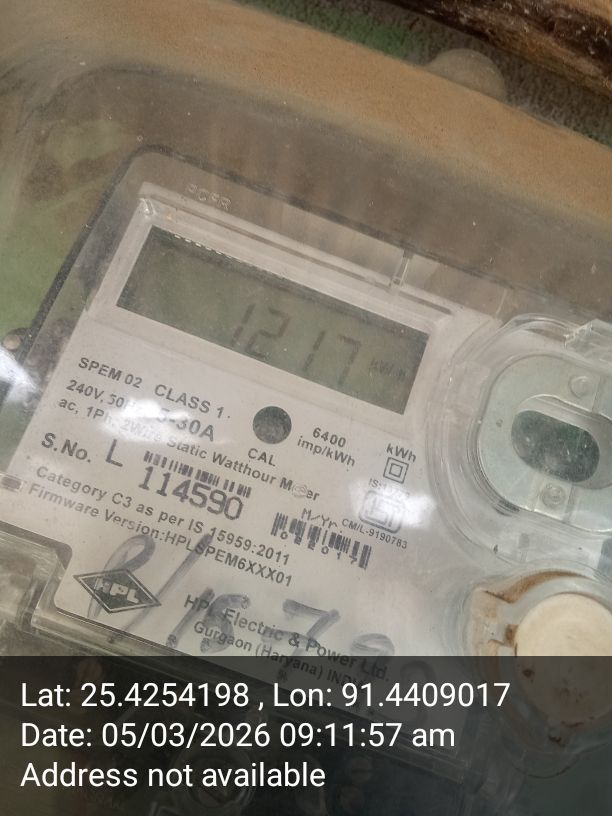 1217 kWh
SPEM 02 CLASS 1
240V, 50 5-30A
6400
imp/kWh
CAL
kWh
ac, 1Ph, 2Wire Static Watthour Meter
S.No. L 114590
M/Yr.
CM/L-9190783
Category C3 as per IS 15959:2011
Firmware Version:HPLSPEM6XXX01
HPL
HPL Electric & Power Ltd.
Gurgaon (Haryana)
Lat: 25.4254198 , Lon: 91.4409017
Date: 05/03/2026 09:11:57 am
Address not available